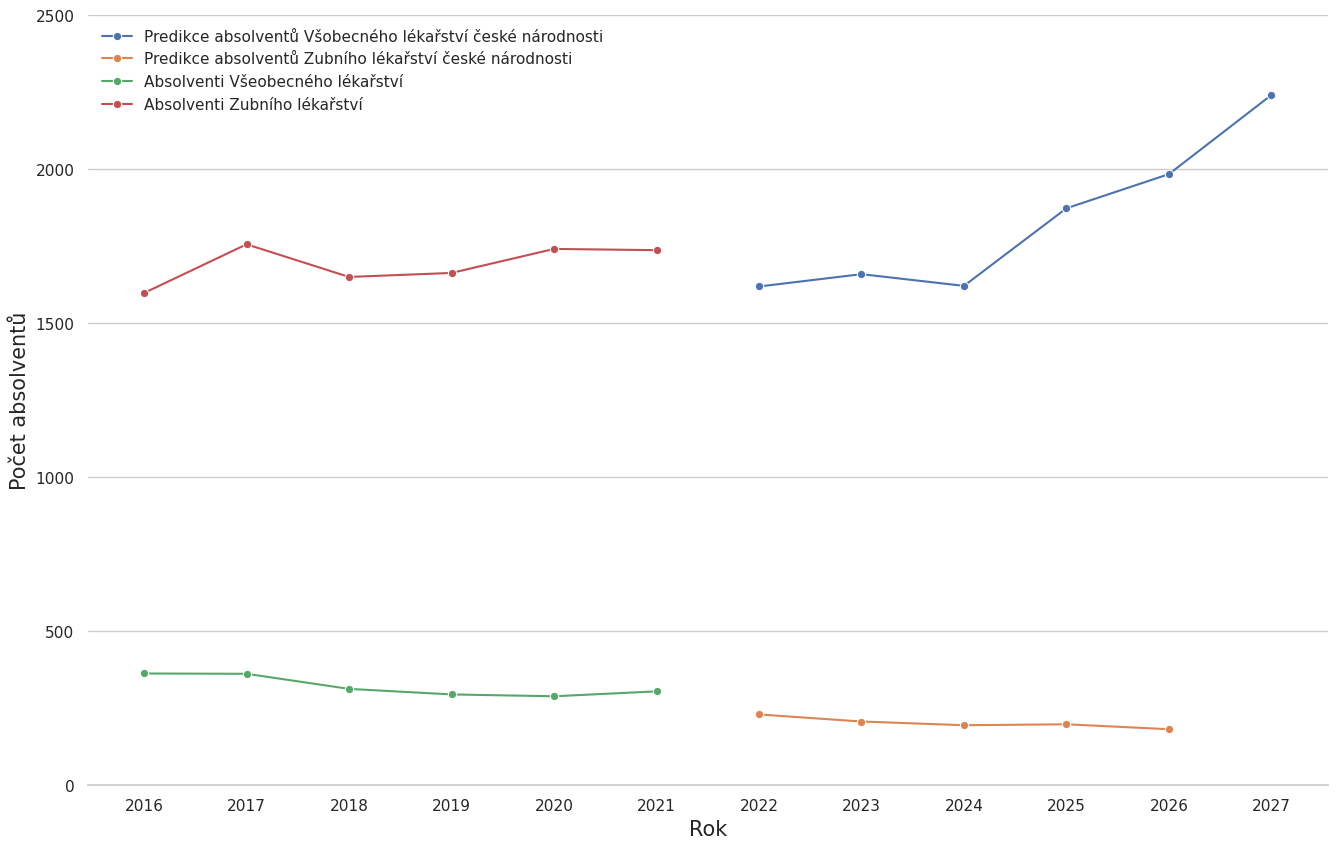 2500
2000
1500
1000
500
0
Počet absolventů
Predikce absolventů Všobecného lékařství české národnosti
Predikce absolventů Zubního lékařství české národnosti
Absolventi Všeobecného lékařství
Absolventi Zubního lékařství
2016 2017 2018 2019 2020 2021 2022 2023 2024 2025 2026 2027
Rok